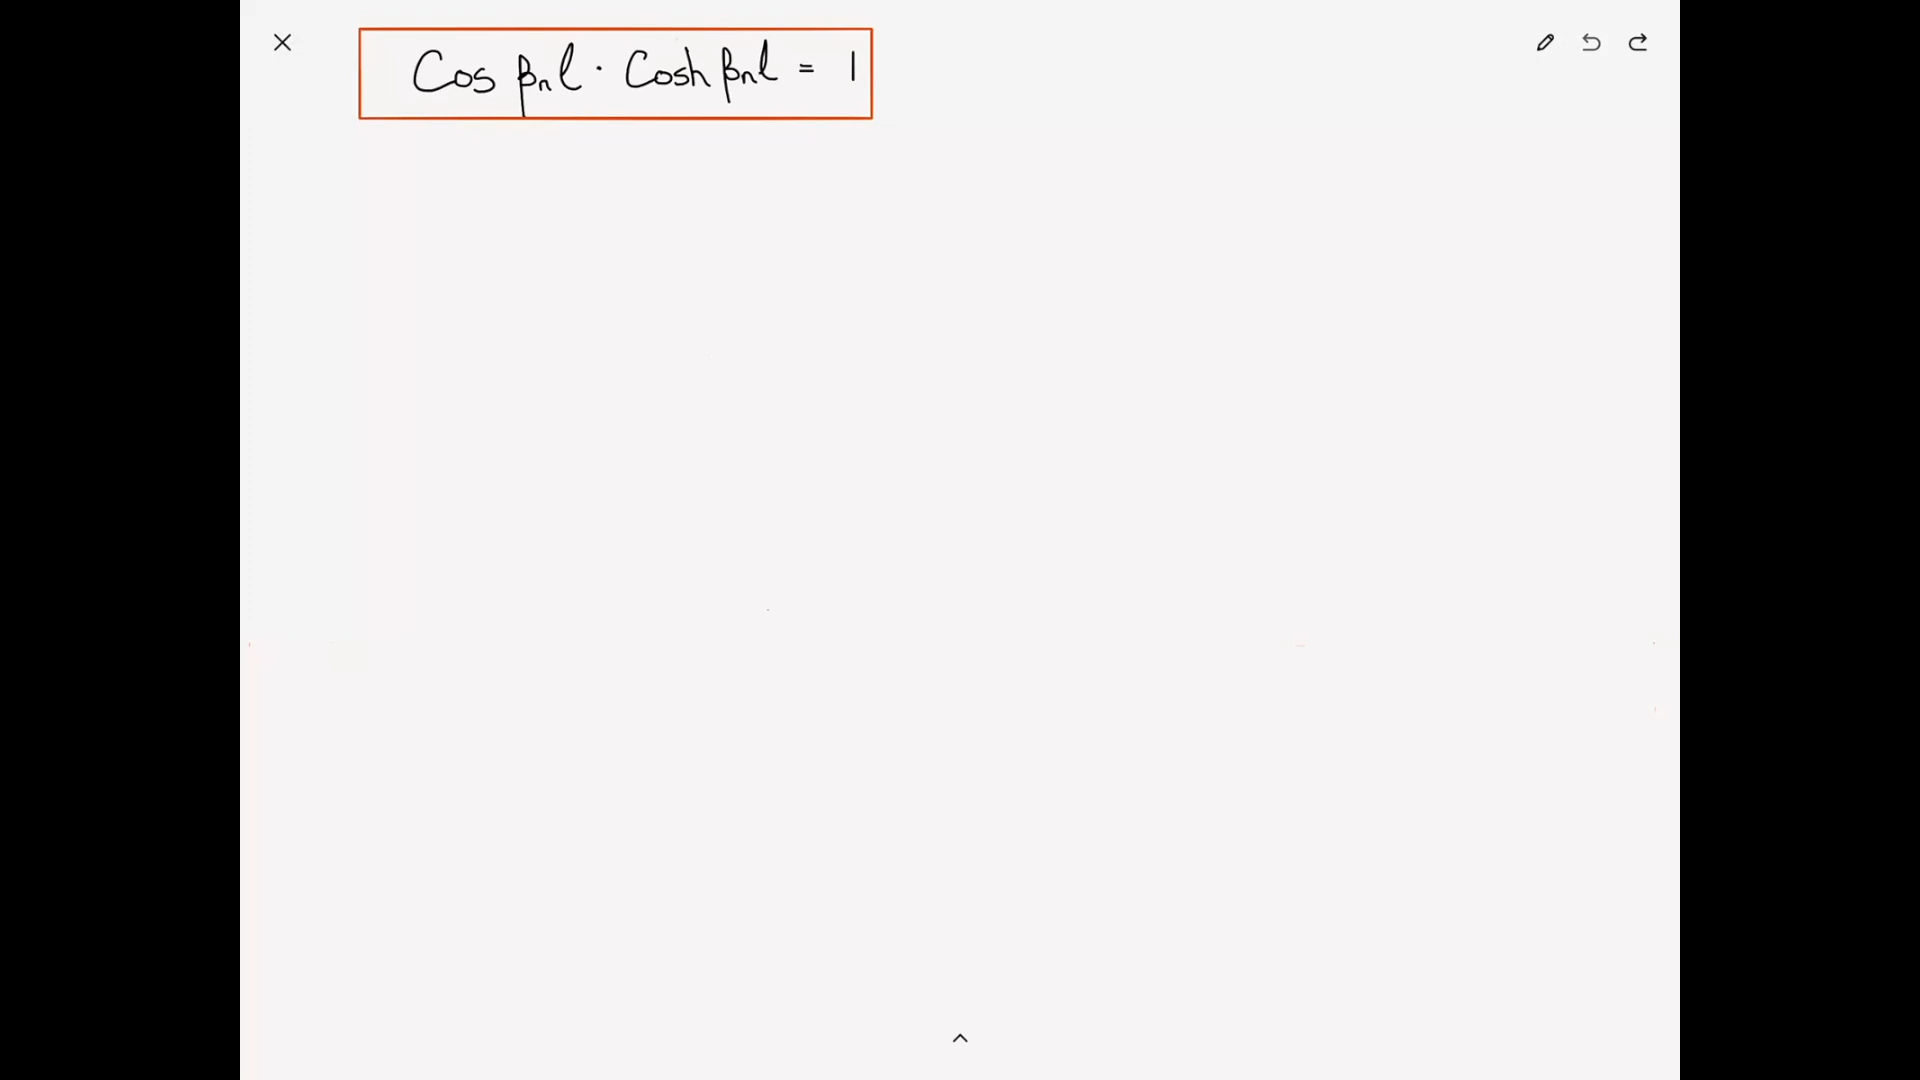 Cos βₙl · Cosh βₙl = 1